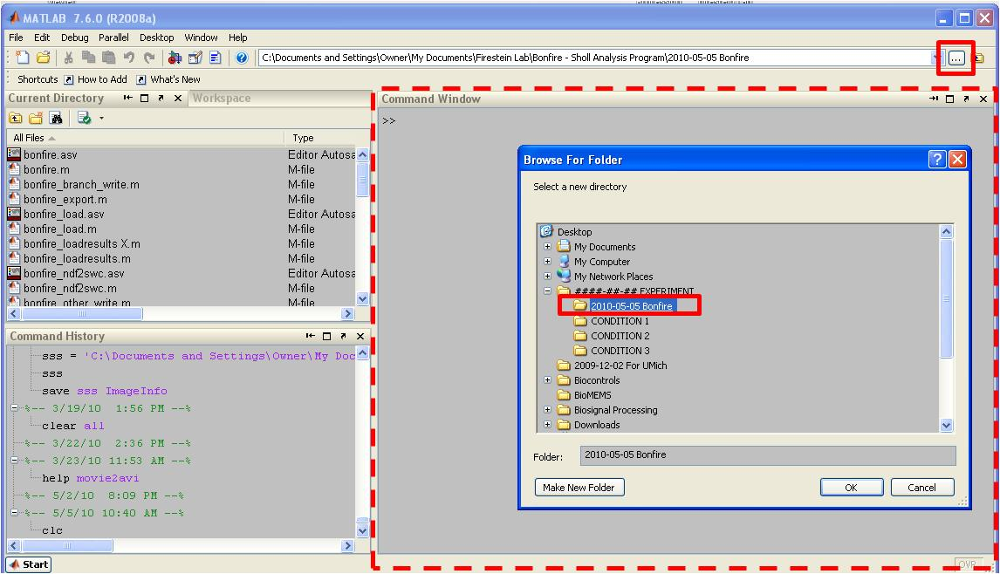 MATLAB 7.6.0 (R2008a)
File Edit Debug Parallel Desktop Window Help
C:\Documents and Settings\Owner\My Documents\Firestein Lab\Bonfire - Sholl Analysis Program\2010-05-05 Bonfire
...
Shortcuts How to Add What's New
Current Directory
Workspace
All Files Type
bonfire.asv Editor Autosa
bonfire.m M-file
bonfire_branch_write.m M-file
bonfire_export.m M-file
bonfire_load.asv Editor Autosa
bonfire_load.m M-file
bonfire_loadresults X.m M-file
bonfire_loadresults.m M-file
bonfire_ndf2swc.asv Editor Autosa
bonfire_ndf2swc.m M-file
bonfire_other_write.m M-file
Command History
sss = 'C:\Documents and Settings\Owner\My Doc
sss
save sss ImageInfo
%-- 3/19/10 1:56 PM --%
clear all
%-- 3/22/10 2:36 PM --%
%-- 3/23/10 11:53 AM --%
help movie2avi
%-- 5/2/10 8:09 PM --%
%-- 5/5/10 10:40 AM --%
clc
Start
Command Window
>>
Browse For Folder
Select a new directory
Desktop
My Documents
My Computer
My Network Places
####-##-## EXPERIMENT
2010-05-05 Bonfire
CONDITION 1
CONDITION 2
CONDITION 3
2009-12-02 For UMich
Biocontrols
BioMEMS
Biosignal Processing
Downloads
Folder: 2010-05-05 Bonfire
Make New Folder OK Cancel
OVR